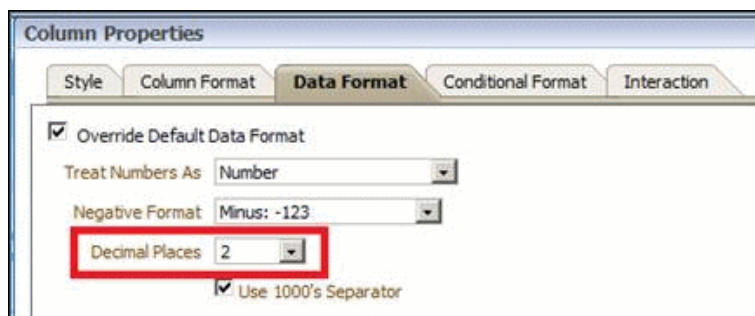 Column Properties
Style Column Format Data Format Conditional Format Interaction
Override Default Data Format
Treat Numbers As Number
Negative Format Minus: -123
Decimal Places 2
Use 1000's Separator